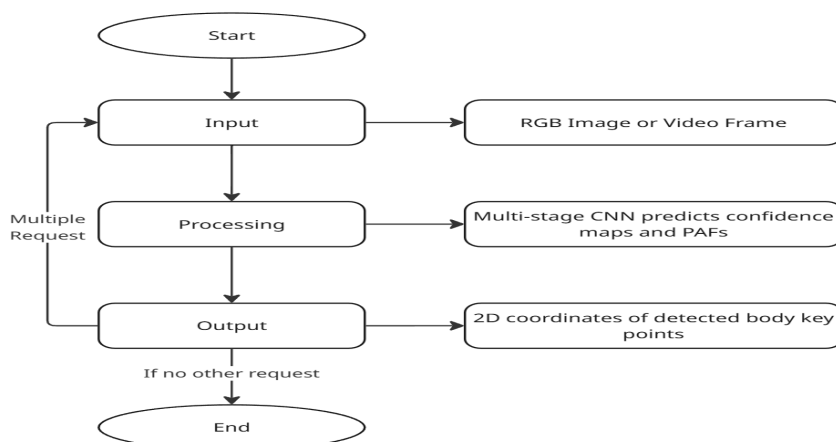 Start
Input
RGB Image or Video Frame
Multiple
Request
Processing
Multi-stage CNN predicts confidence
maps and PAFs
Output
2D coordinates of detected body key
points
If no other request
End